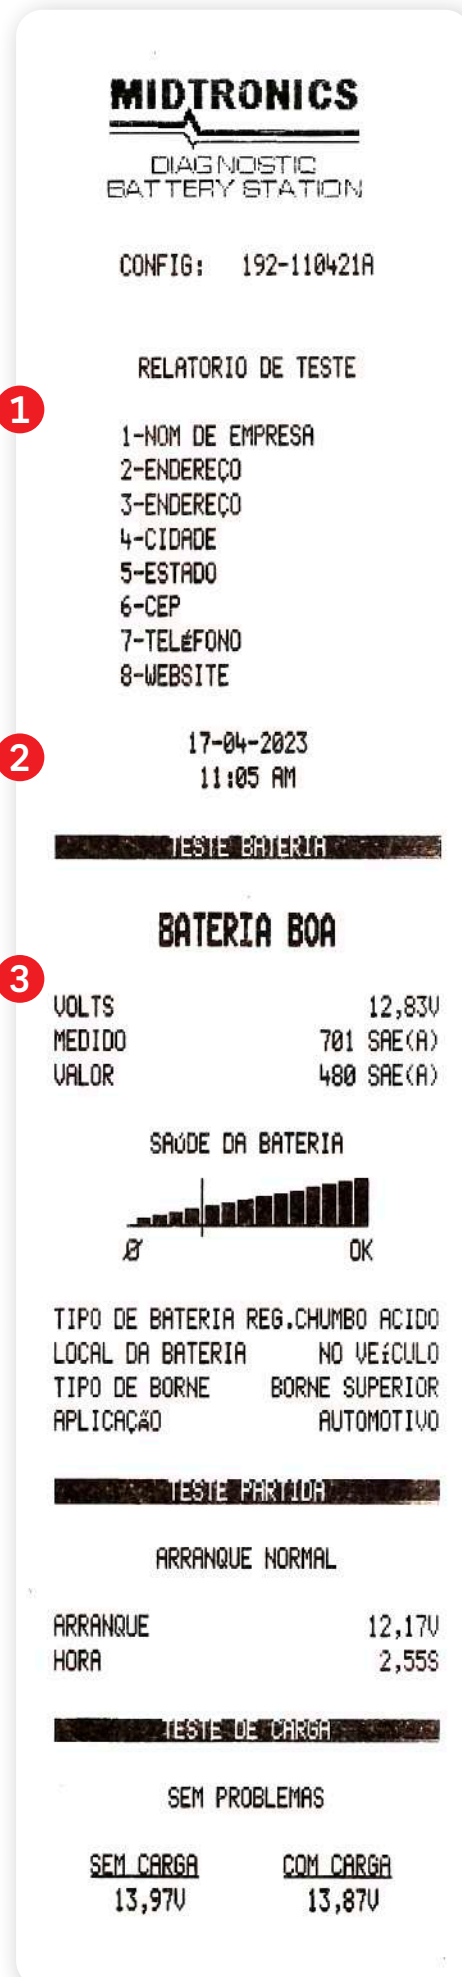 MIDTRONICS
DIAGNOSTIC
BATTERY STATION
CONFIG: 192-110421A
RELATORIO DE TESTE
1
1-NOM DE EMPRESA
2-ENDEREÇO
3-ENDEREÇO
4-CIDADE
5-ESTADO
6-CEP
7-TELéFONO
8-WEBSITE
2
17-04-2023
11:05 AM
TESTE BATERIA
BATERIA BOA
3
VOLTS 12,83V
MEDIDO 701 SAE(A)
VALOR 480 SAE(A)
SAúDE DA BATERIA
Ø OK
TIPO DE BATERIA REG.CHUMBO ACIDO
LOCAL DA BATERIA NO VEíCULO
TIPO DE BORNE BORNE SUPERIOR
APLICAÇãO AUTOMOTIVO
TESTE PARTIDA
ARRANQUE NORMAL
ARRANQUE 12,17V
HORA 2,55S
TESTE DE CARGA
SEM PROBLEMAS
SEM CARGA COM CARGA
13,97V 13,87V